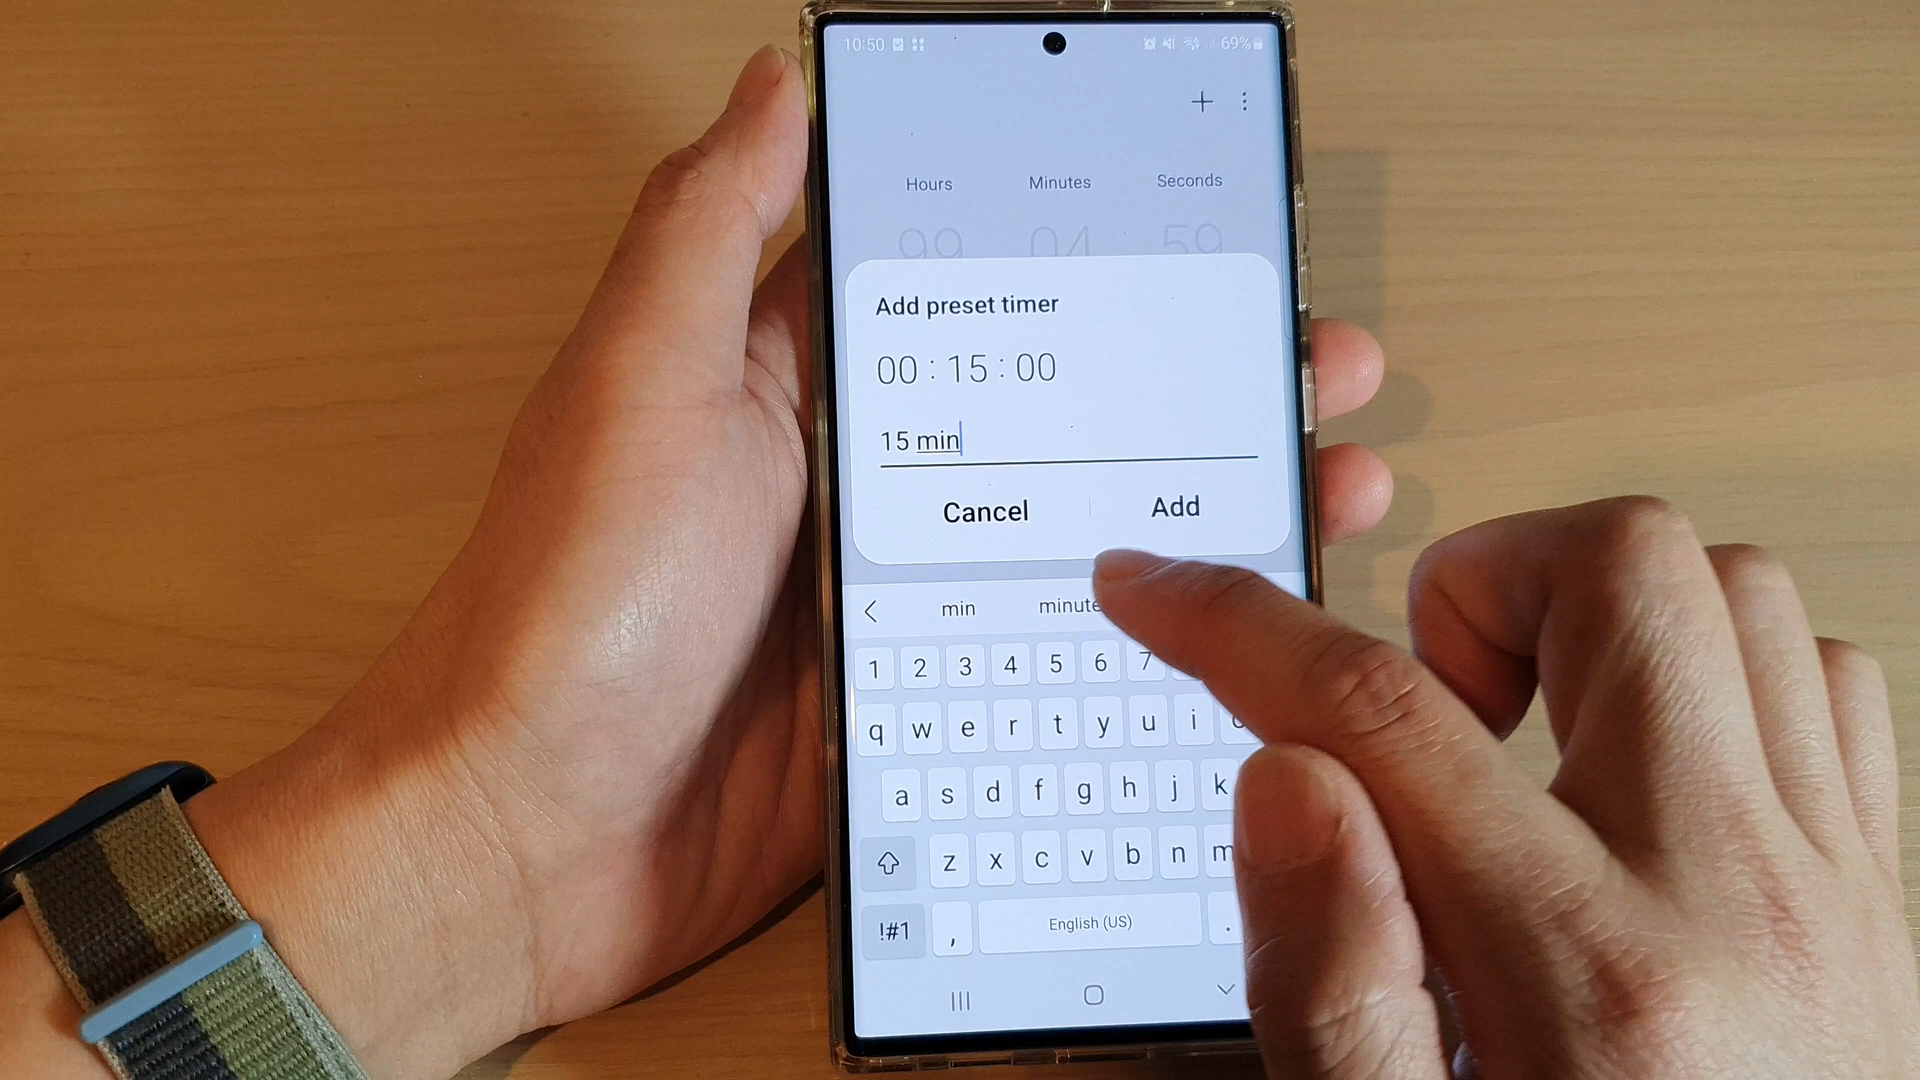 10:50 69%
Hours Minutes Seconds
99 04 59
Add preset timer
00 : 15 : 00
15 min
Cancel Add
min minute
1 2 3 4 5 6 7
q w e r t y u i
a s d f g h j k
z x c v b n m
!#1 , English (US) .